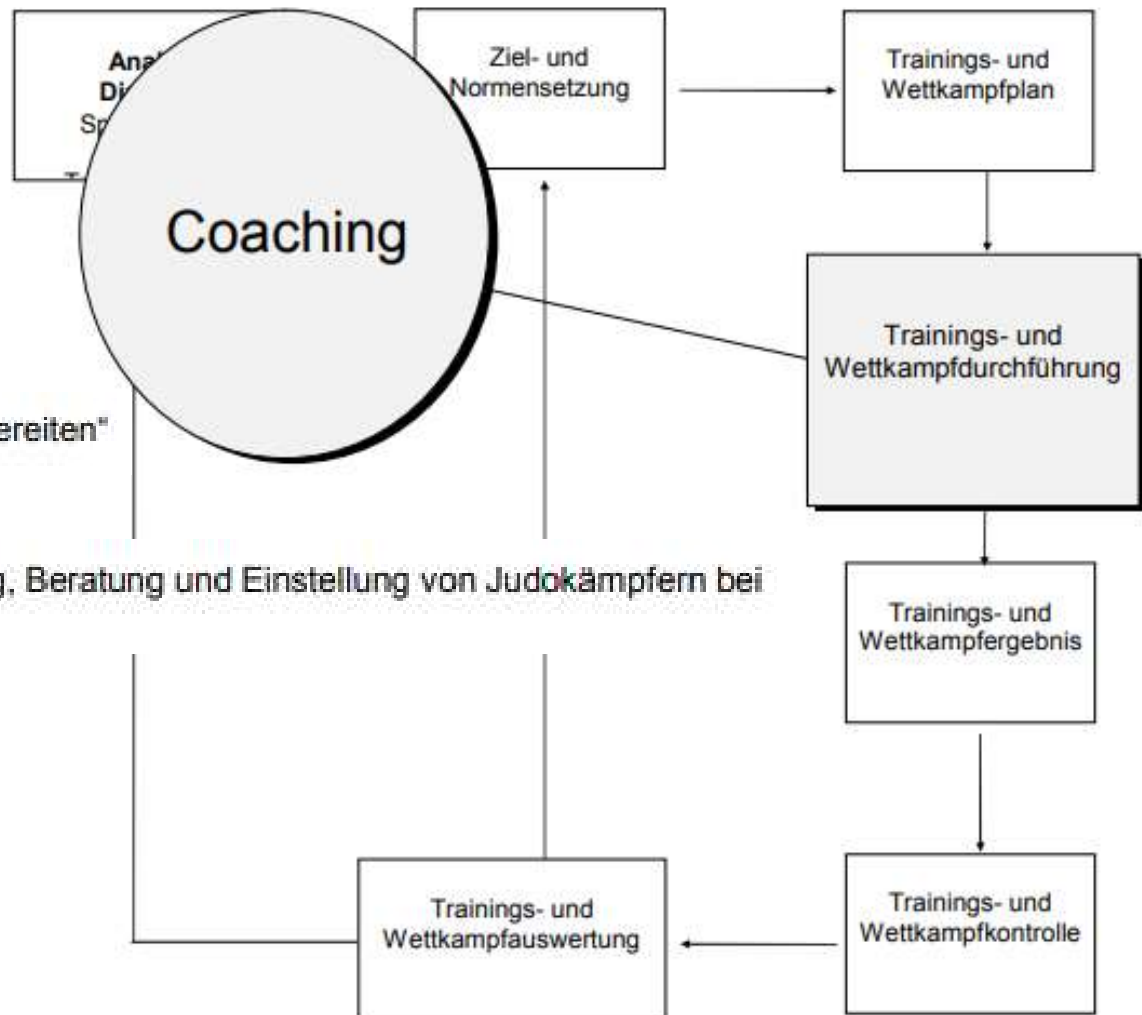 Ziel- und
Normensetzung
Trainings- und
Wettkampfplan
Coaching
Trainings- und
Wettkampfdurchführung
Beratung und Einstellung von Judokämpfern bei
Trainings- und
Wettkampfergebnis
Trainings- und
Wettkampfauswertung
Trainings- und
Wettkampfkontrolle